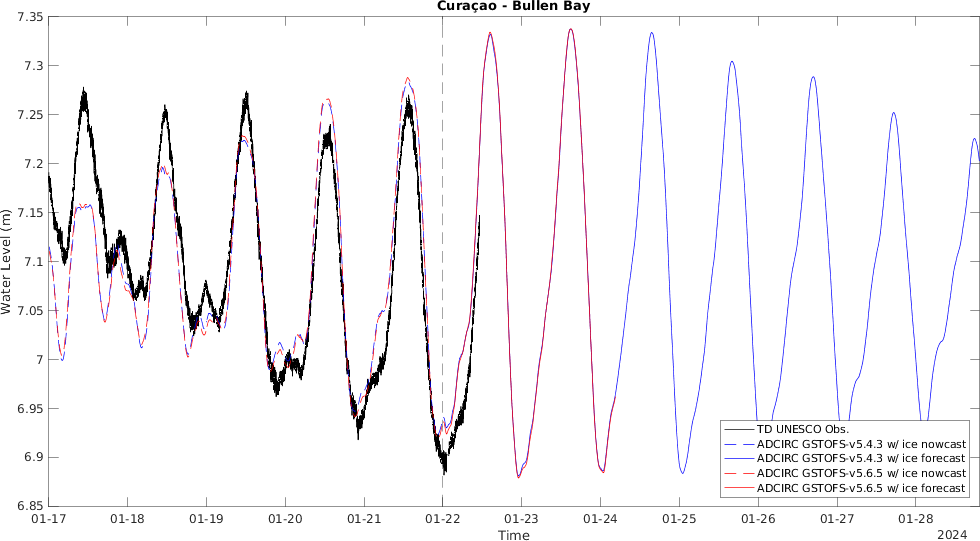 Curaçao - Bullen Bay
7.35
7.3
7.25
7.2
7.15
7.1
7.05
7
6.95
6.9
6.85
Water Level (m)
TD UNESCO Obs.
ADCIRC GSTOFS-v5.4.3 w/ ice nowcast
ADCIRC GSTOFS-v5.4.3 w/ ice forecast
ADCIRC GSTOFS-v5.6.5 w/ ice nowcast
ADCIRC GSTOFS-v5.6.5 w/ ice forecast
01-17 01-18 01-19 01-20 01-21 01-22 01-23 01-24 01-25 01-26 01-27 01-28
Time
2024